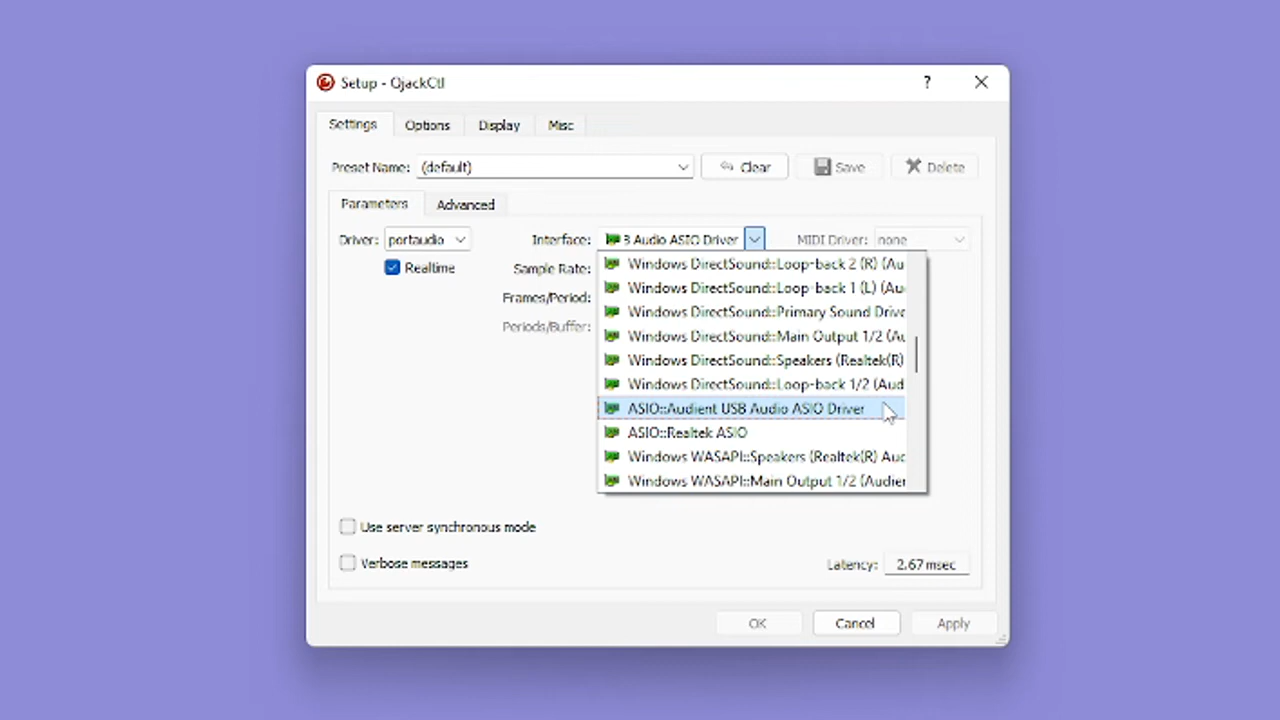 Setup - QjackCtl
?
Settings Options Display Misc
Preset Name: (default) Clear Save Delete
Parameters Advanced
Driver: portaudio Interface: B Audio ASIO Driver MIDI Driver: none
Realtime Sample Rate:
Frames/Period:
Periods/Buffer:
Windows DirectSound::Loop-back 2 (R) (Au
Windows DirectSound::Loop-back 1 (L) (Au
Windows DirectSound::Primary Sound Drive
Windows DirectSound::Main Output 1/2 (Au
Windows DirectSound::Speakers (Realtek(R)
Windows DirectSound::Loop-back 1/2 (Aud
ASIO::Audient USB Audio ASIO Driver
ASIO::Realtek ASIO
Windows WASAPI::Speakers (Realtek(R) Aud
Windows WASAPI::Main Output 1/2 (Audien
Use server synchronous mode
Verbose messages Latency: 2.67 msec
OK Cancel Apply